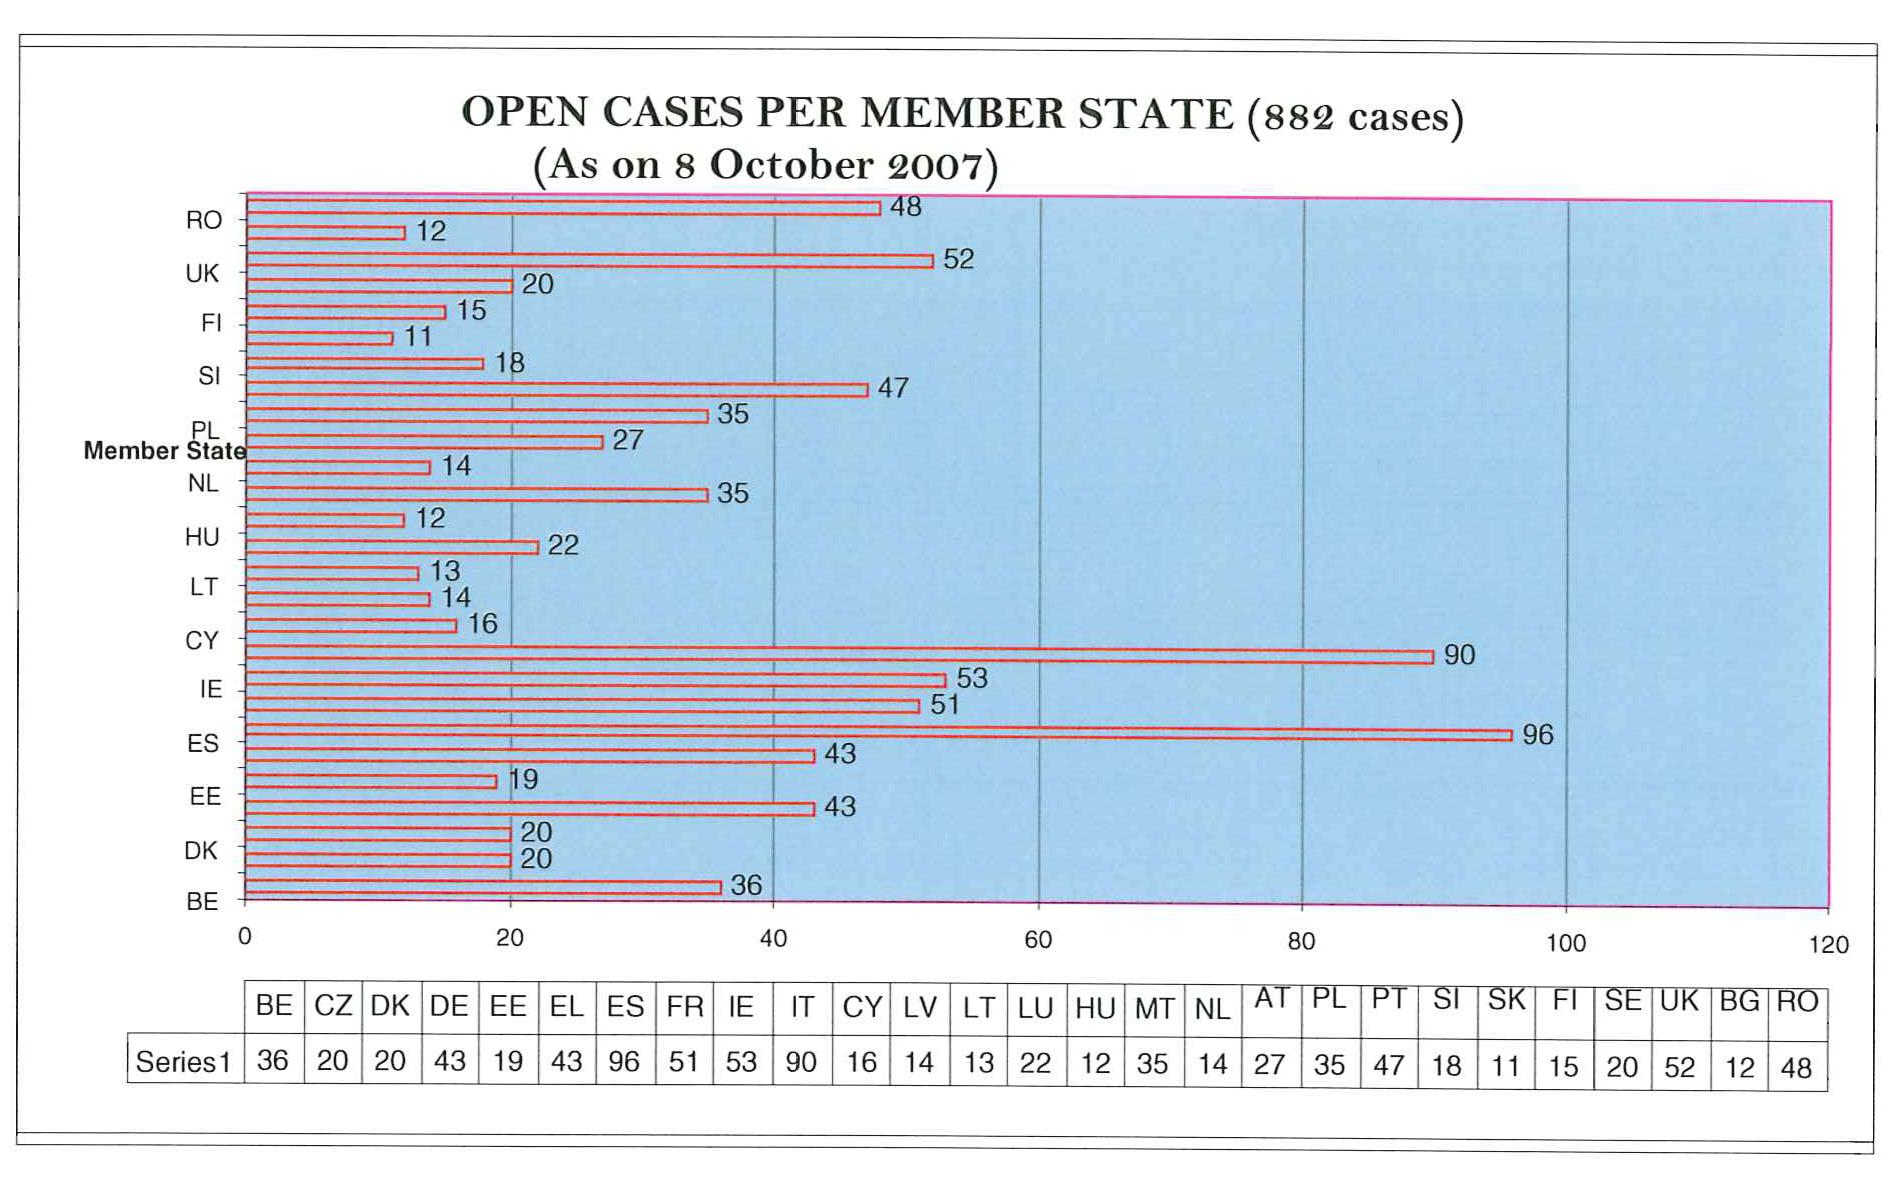 OPEN CASES PER MEMBER STATE (882 cases)
(As on 8 October 2007)
RO
48
12
UK
52
20
FI
15
11
SI
18
47
PL
35
27
Member State
NL
14
35
HU
12
22
LT
13
14
CY
16
90
IE
53
51
ES
96
43
EE
19
43
DK
20
20
BE
36
0 20 40 60 80 100 120
BE CZ DK DE EE EL ES FR IE IT CY LV LT LU HU MT NL AT PL PT SI SK FI SE UK BG RO
Series1 36 20 20 43 19 43 96 51 53 90 16 14 13 22 12 35 14 27 35 47 18 11 15 20 52 12 48